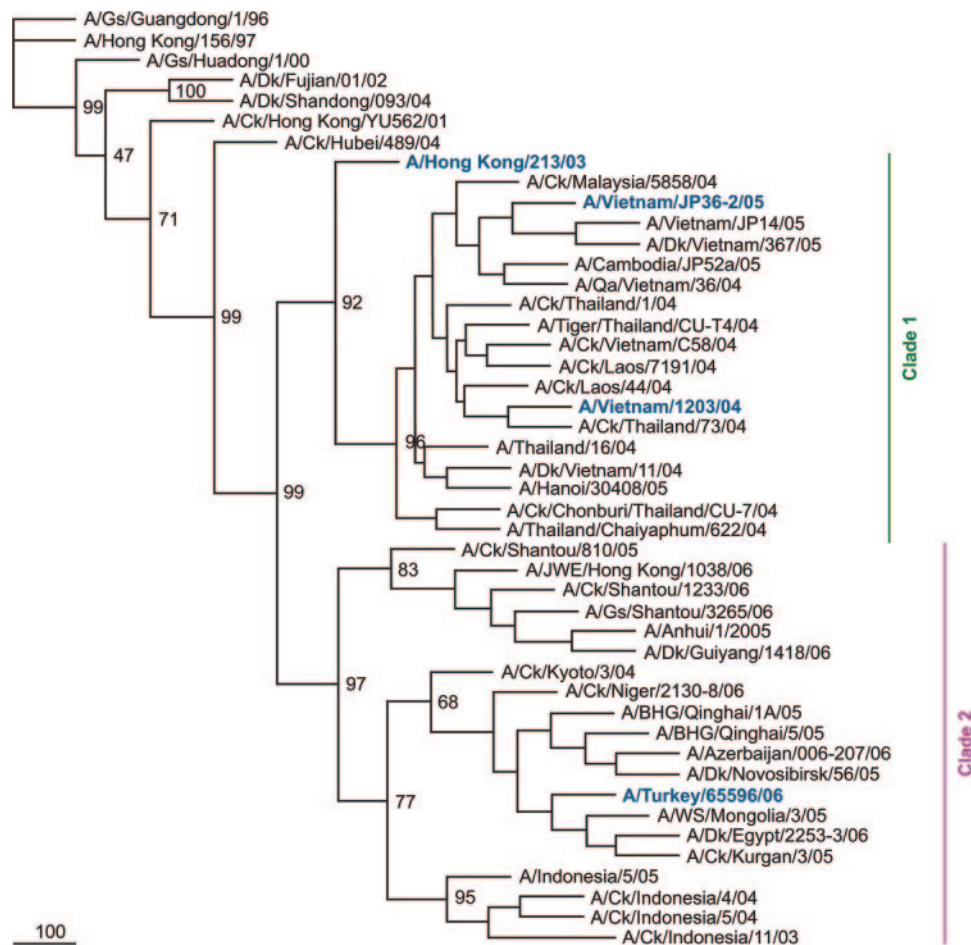 A/Gs/Guangdong/1/96
A/Hong Kong/156/97
A/Gs/Huadong/1/00
A/Dk/Fujian/01/02
100
A/Dk/Shandong/093/04
99
A/Ck/Hong Kong/YU562/01
47
A/Ck/Hubei/489/04
A/Hong Kong/213/03
A/Ck/Malaysia/5858/04
A/Vietnam/JP36-2/05
71
A/Vietnam/JP14/05
A/Dk/Vietnam/367/05
A/Cambodia/JP52a/05
A/Qa/Vietnam/36/04
92
A/Ck/Thailand/1/04
99
A/Tiger/Thailand/CU-T4/04
A/Ck/Vietnam/C58/04
A/Ck/Laos/7191/04
A/Ck/Laos/44/04
A/Vietnam/1203/04
A/Ck/Thailand/73/04
96
A/Thailand/16/04
A/Dk/Vietnam/11/04
A/Hanoi/30408/05
99
A/Ck/Chonburi/Thailand/CU-7/04
A/Thailand/Chaiyaphum/622/04
Clade 1
A/Ck/Shantou/810/05
83
A/JWE/Hong Kong/1038/06
A/Ck/Shantou/1233/06
A/Gs/Shantou/3265/06
A/Anhui/1/2005
A/Dk/Guiyang/1418/06
97
A/Ck/Kyoto/3/04
68
A/Ck/Niger/2130-8/06
A/BHG/Qinghai/1A/05
A/BHG/Qinghai/5/05
A/Azerbaijan/006-207/06
A/Dk/Novosibirsk/56/05
77
A/Turkey/65596/06
A/WS/Mongolia/3/05
A/Dk/Egypt/2253-3/06
A/Ck/Kurgan/3/05
A/Indonesia/5/05
95
A/Ck/Indonesia/4/04
A/Ck/Indonesia/5/04
A/Ck/Indonesia/11/03
Clade 2
100